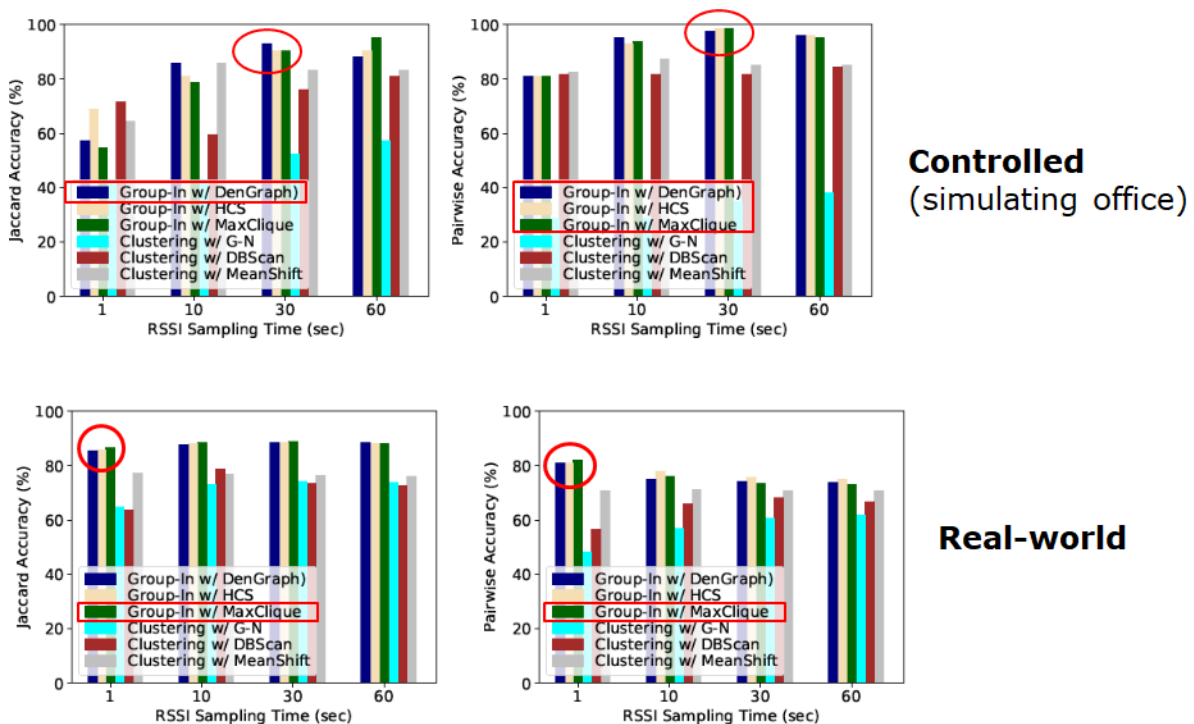 100
80
60
40
20
0
Jaccard Accuracy (%)
Group-In w/ DenGraph)
Group-In w/ HCS
Group-In w/ MaxClique
Clustering w/ G-N
Clustering w/ DBScan
Clustering w/ MeanShift
1 10 30 60
RSSI Sampling Time (sec)
100
80
60
40
20
0
Pairwise Accuracy (%)
Group-In w/ DenGraph)
Group-In w/ HCS
Group-In w/ MaxClique
Clustering w/ G-N
Clustering w/ DBScan
Clustering w/ MeanShift
1 10 30 60
RSSI Sampling Time (sec)
Controlled
(simulating office)
100
80
60
40
20
0
Jaccard Accuracy (%)
Group-In w/ DenGraph)
Group-In w/ HCS
Group-In w/ MaxClique
Clustering w/ G-N
Clustering w/ DBScan
Clustering w/ MeanShift
1 10 30 60
RSSI Sampling Time (sec)
100
80
60
40
20
0
Pairwise Accuracy (%)
Group-In w/ DenGraph)
Group-In w/ HCS
Group-In w/ MaxClique
Clustering w/ G-N
Clustering w/ DBScan
Clustering w/ MeanShift
1 10 30 60
RSSI Sampling Time (sec)
Real-world